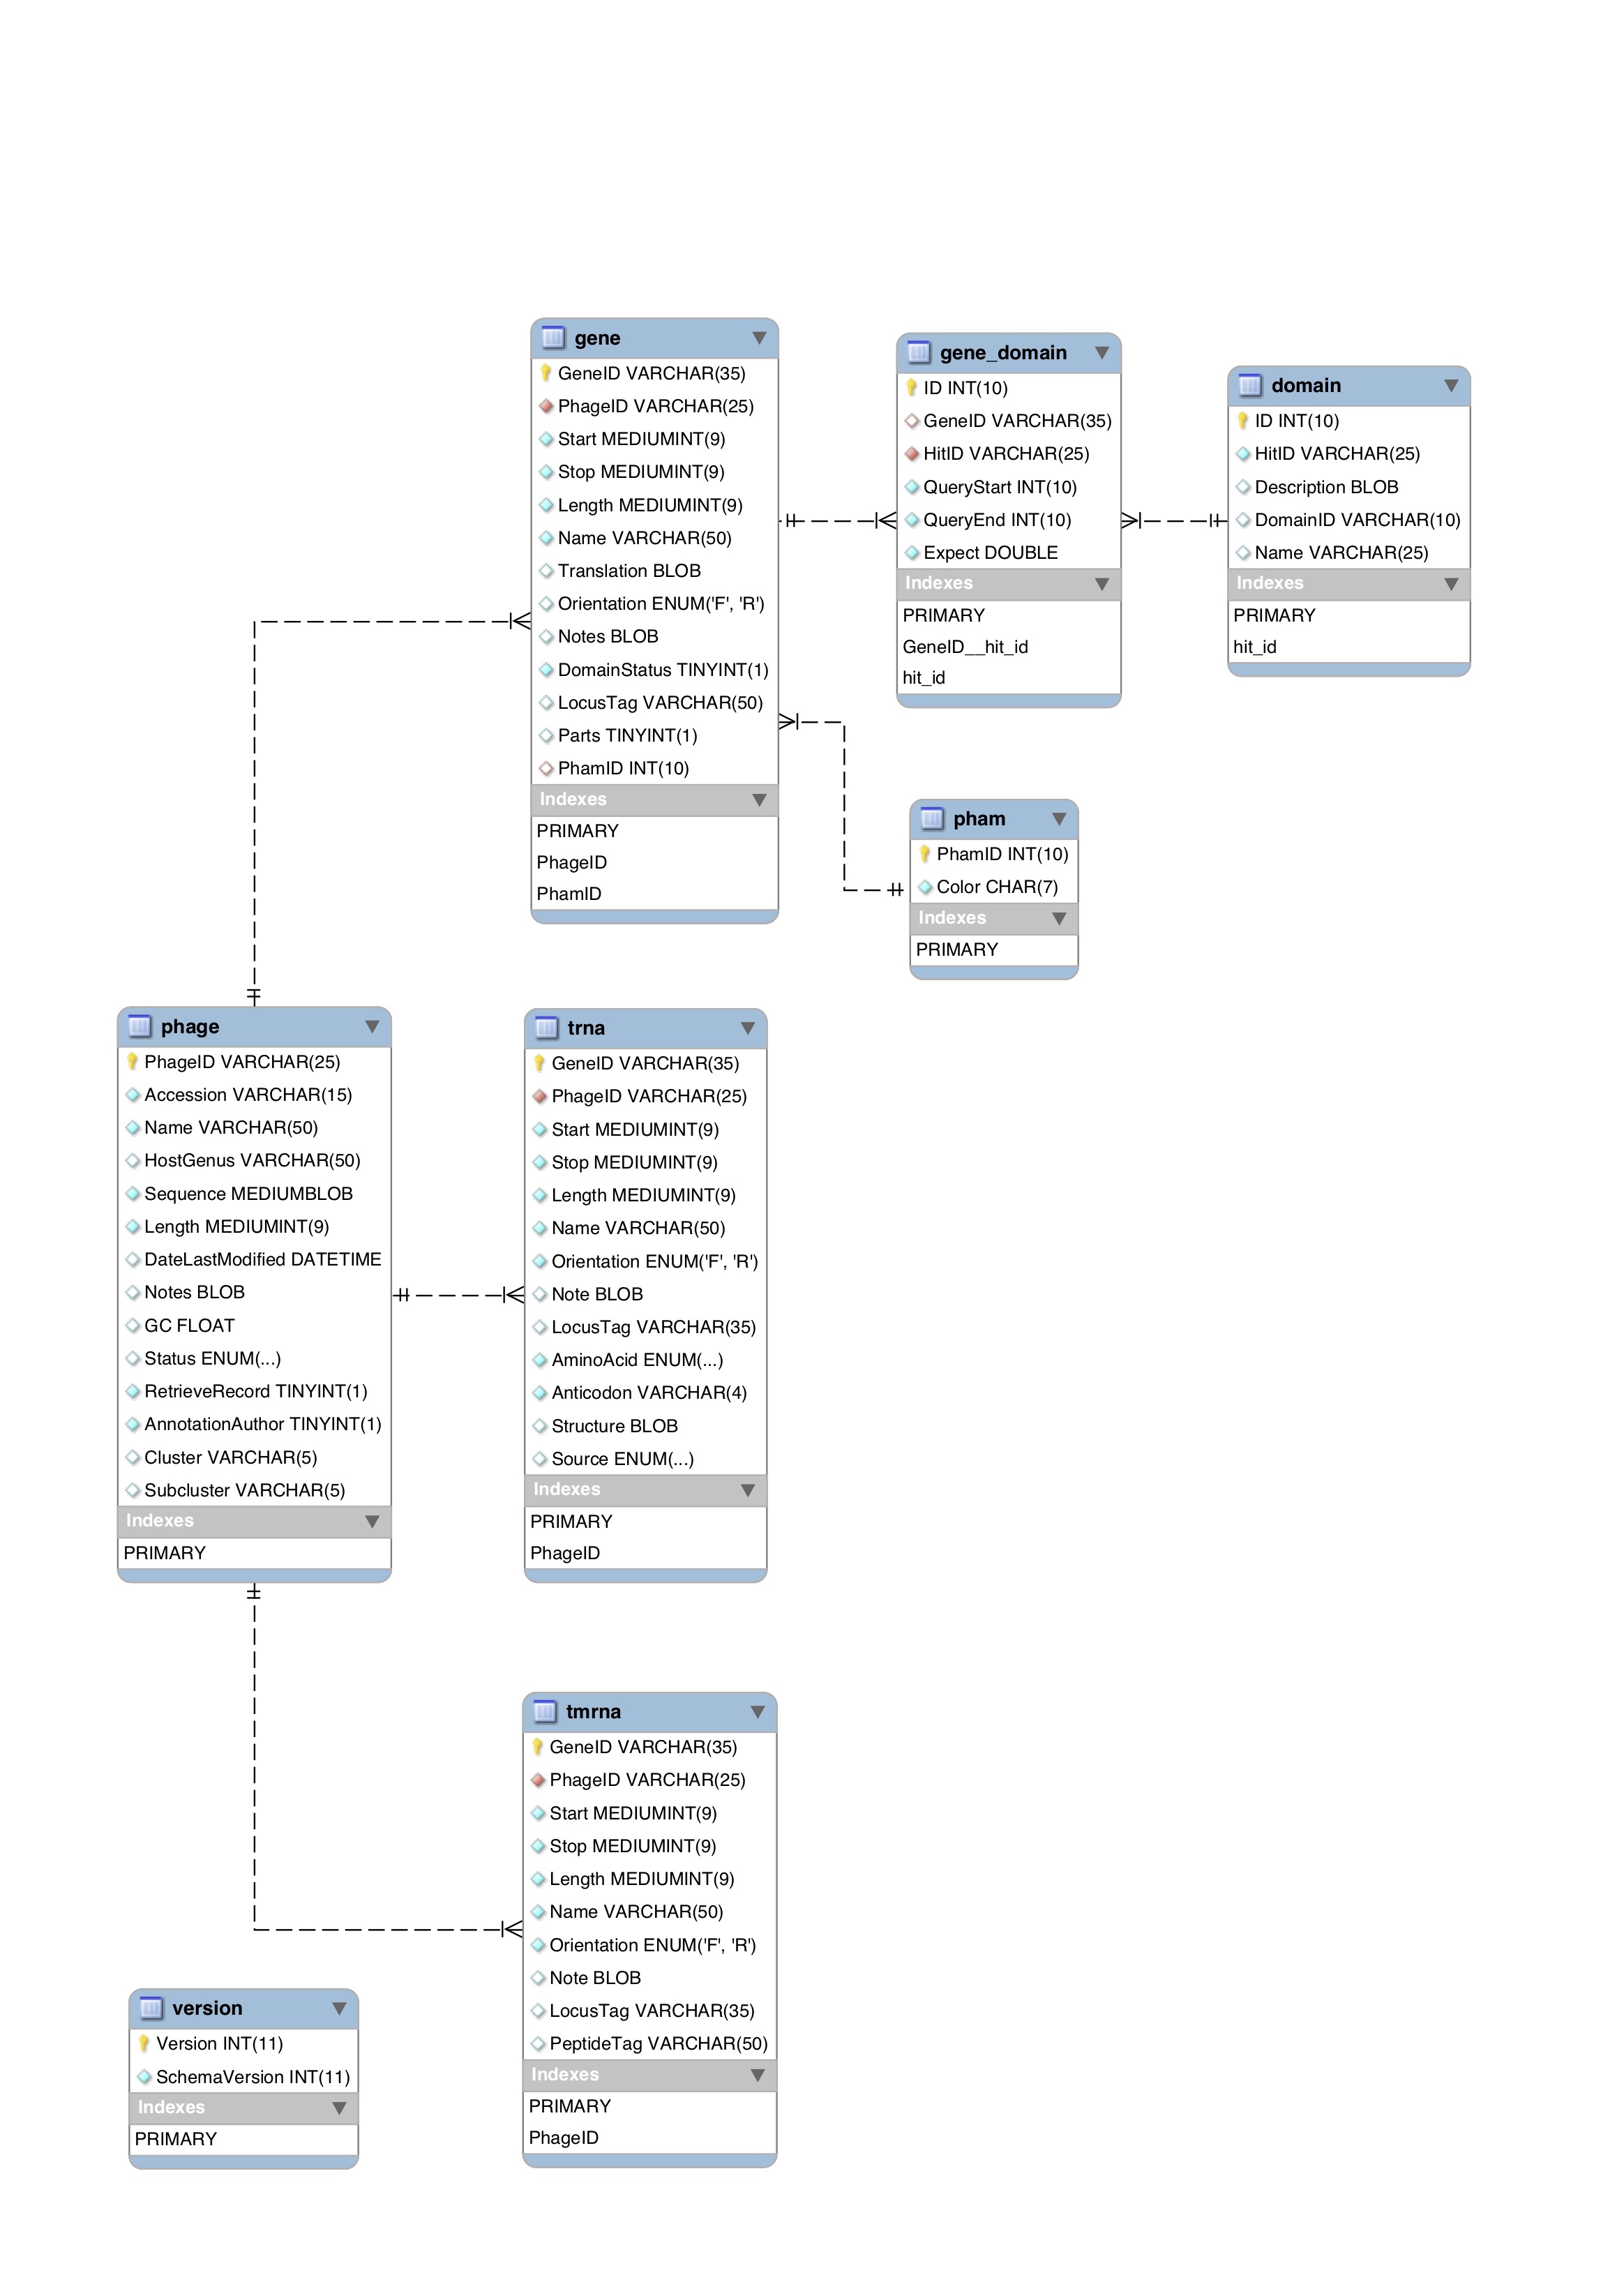 gene
GeneID VARCHAR(35)
PhageID VARCHAR(25)
Start MEDIUMINT(9)
Stop MEDIUMINT(9)
Length MEDIUMINT(9)
Name VARCHAR(50)
Translation BLOB
Orientation ENUM('F', 'R')
Notes BLOB
DomainStatus TINYINT(1)
LocusTag VARCHAR(50)
Parts TINYINT(1)
PhamID INT(10)
Indexes
PRIMARY
PhageID
PhamID
gene_domain
ID INT(10)
GeneID VARCHAR(35)
HitID VARCHAR(25)
QueryStart INT(10)
QueryEnd INT(10)
Expect DOUBLE
Indexes
PRIMARY
GeneID__hit_id
hit_id
domain
ID INT(10)
HitID VARCHAR(25)
Description BLOB
DomainID VARCHAR(10)
Name VARCHAR(25)
Indexes
PRIMARY
hit_id
pham
PhamID INT(10)
Color CHAR(7)
Indexes
PRIMARY
phage
PhageID VARCHAR(25)
Accession VARCHAR(15)
Name VARCHAR(50)
HostGenus VARCHAR(50)
Sequence MEDIUMBLOB
Length MEDIUMINT(9)
DateLastModified DATETIME
Notes BLOB
GC FLOAT
Status ENUM(...)
RetrieveRecord TINYINT(1)
AnnotationAuthor TINYINT(1)
Cluster VARCHAR(5)
Subcluster VARCHAR(5)
Indexes
PRIMARY
trna
GeneID VARCHAR(35)
PhageID VARCHAR(25)
Start MEDIUMINT(9)
Stop MEDIUMINT(9)
Length MEDIUMINT(9)
Name VARCHAR(50)
Orientation ENUM('F', 'R')
Note BLOB
LocusTag VARCHAR(35)
AminoAcid ENUM(...)
Anticodon VARCHAR(4)
Structure BLOB
Source ENUM(...)
Indexes
PRIMARY
PhageID
tmrna
GeneID VARCHAR(35)
PhageID VARCHAR(25)
Start MEDIUMINT(9)
Stop MEDIUMINT(9)
Length MEDIUMINT(9)
Name VARCHAR(50)
Orientation ENUM('F', 'R')
Note BLOB
LocusTag VARCHAR(35)
PeptideTag VARCHAR(50)
Indexes
PRIMARY
PhageID
version
Version INT(11)
SchemaVersion INT(11)
Indexes
PRIMARY